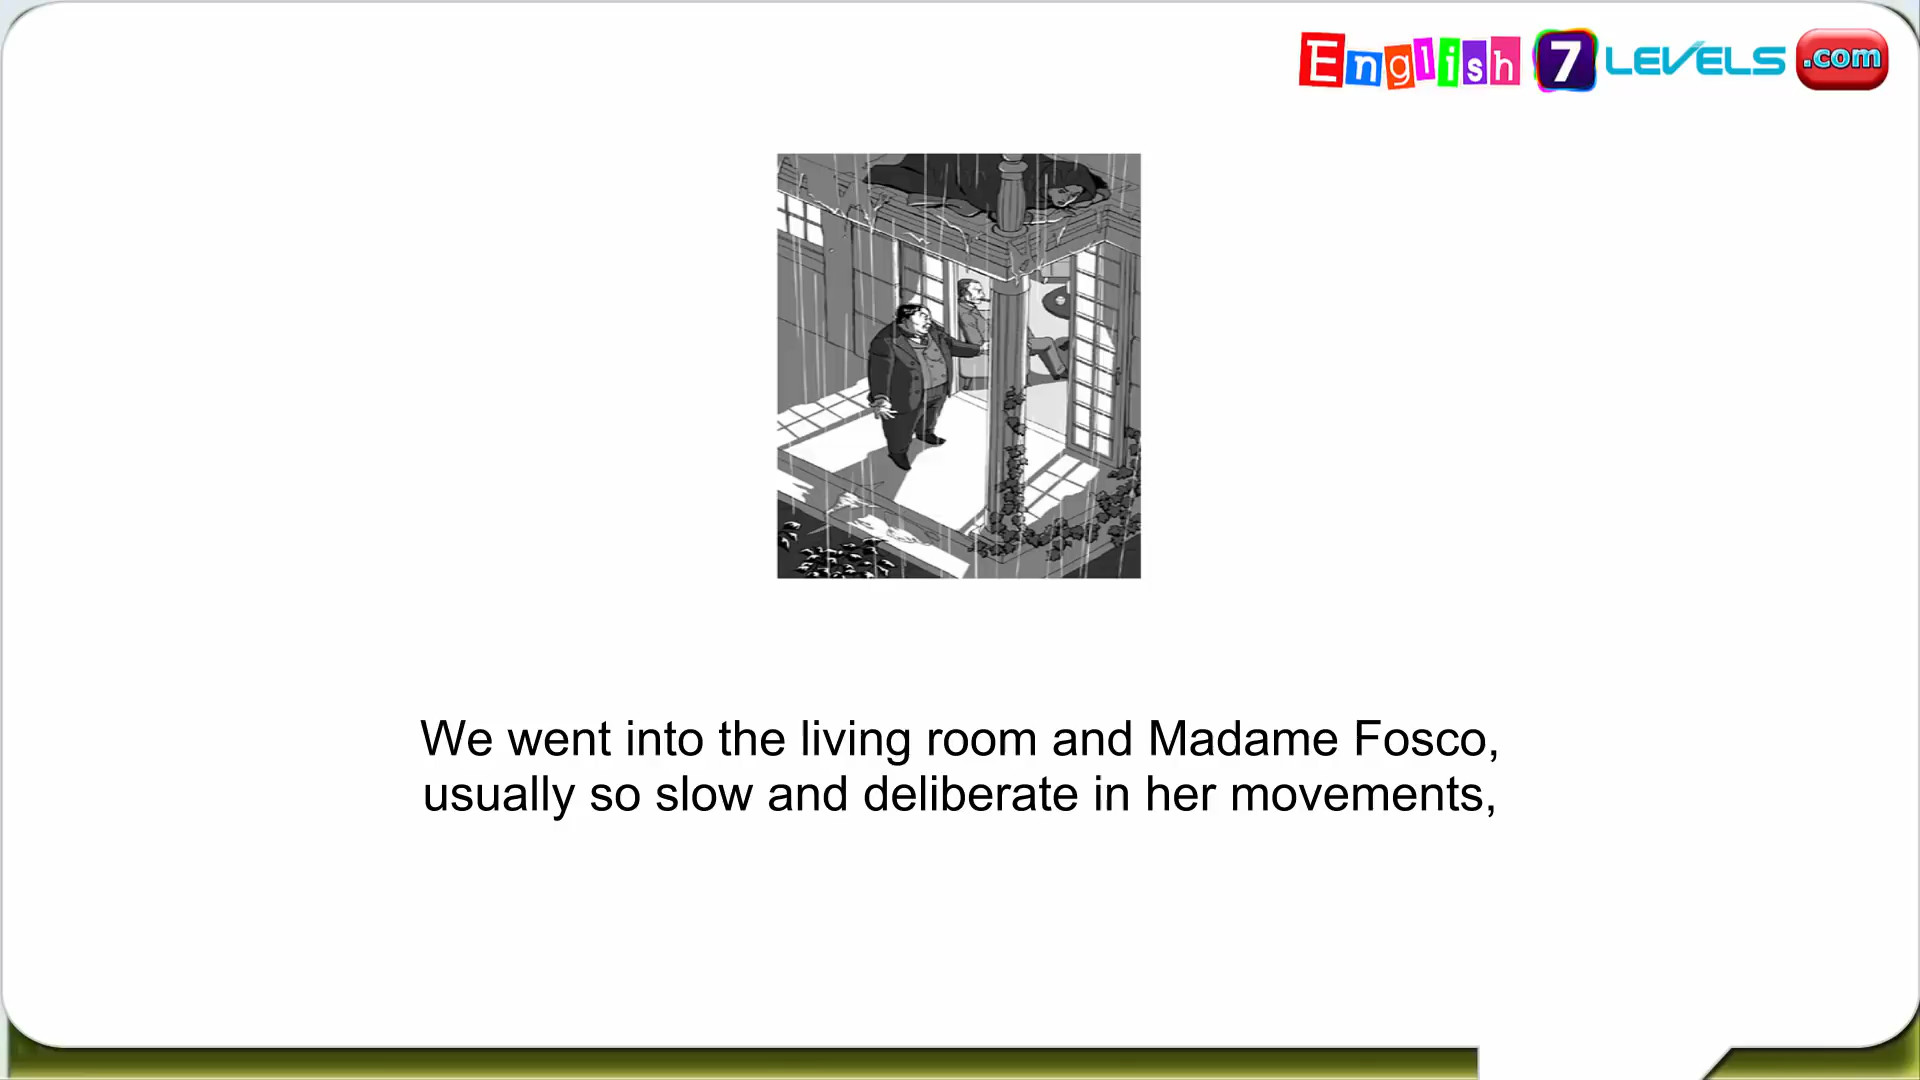 English 7 LEVELS .com
We went into the living room and Madame Fosco,
usually so slow and deliberate in her movements,